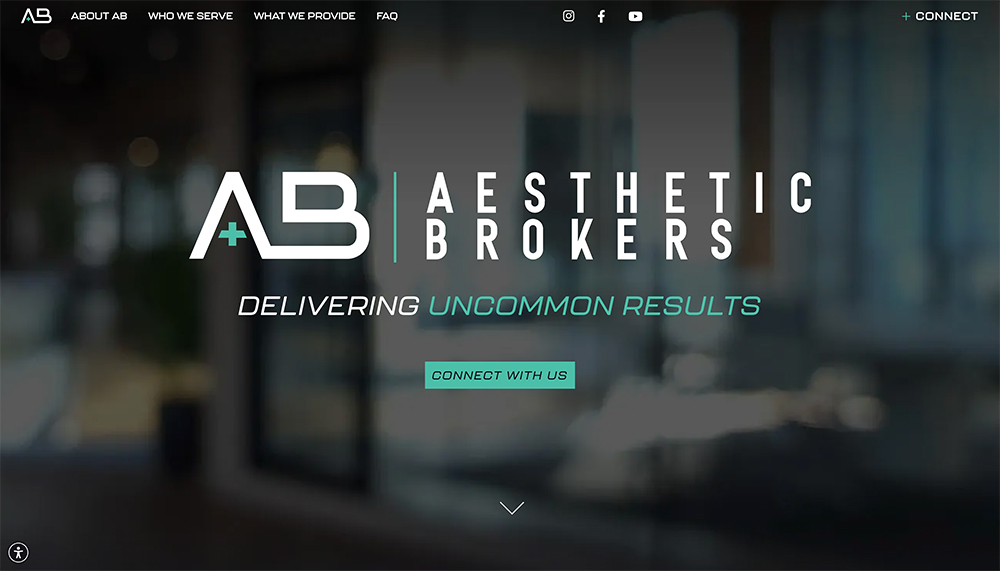 AB ABOUT AB WHO WE SERVE WHAT WE PROVIDE FAQ + CONNECT
AB AESTHETIC
BROKERS
DELIVERING UNCOMMON RESULTS
CONNECT WITH US